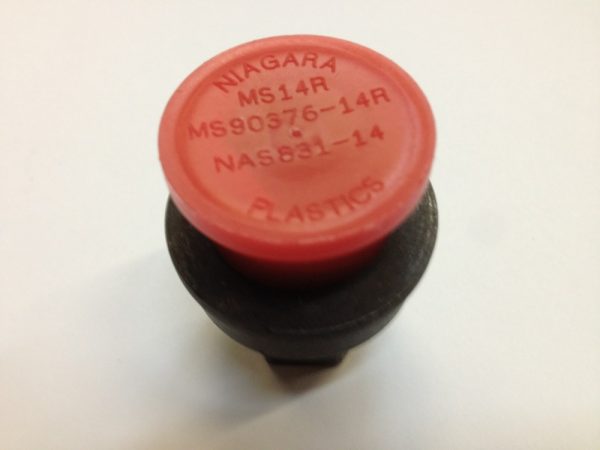 NIAGARA
MS14R
MS90376-14R
NAS831-14
PLASTICS